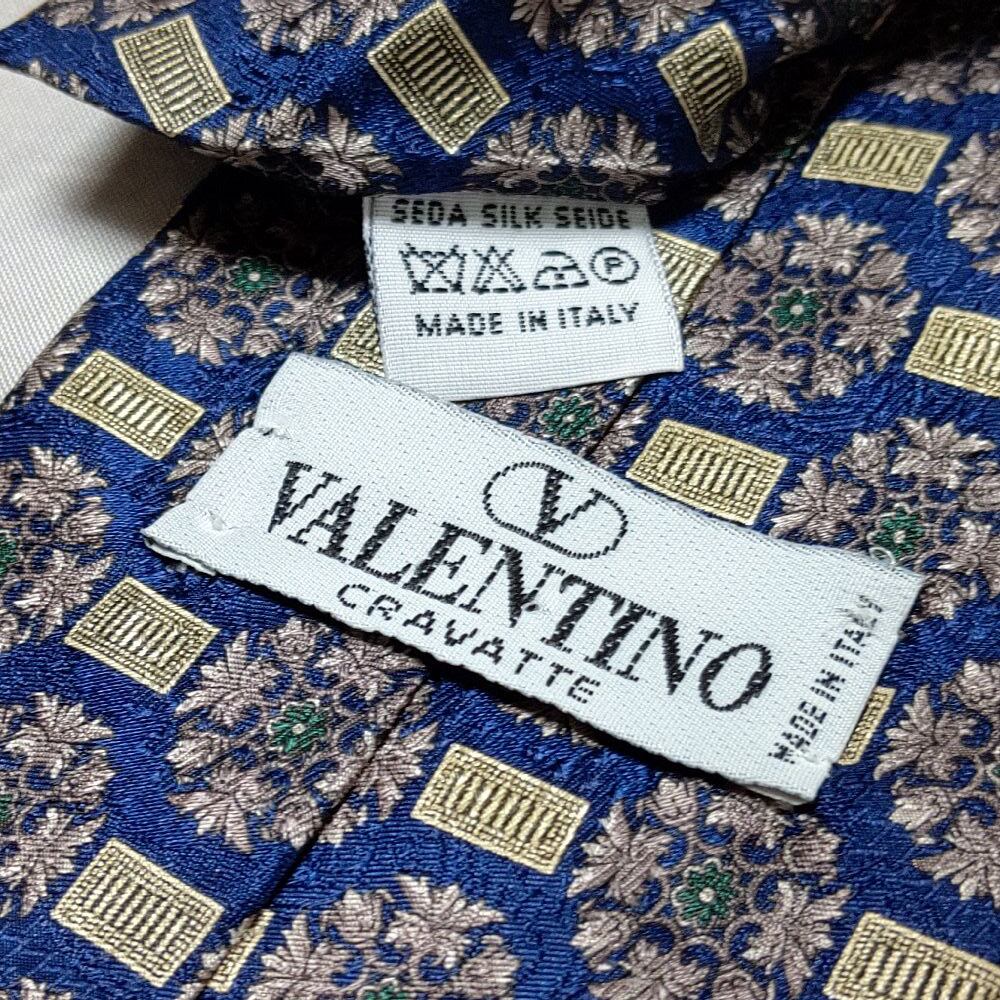 SEDA SILK SEIDE
P
MADE IN ITALY
V
VALENTINO
CRAVATTE
MADE IN ITALY